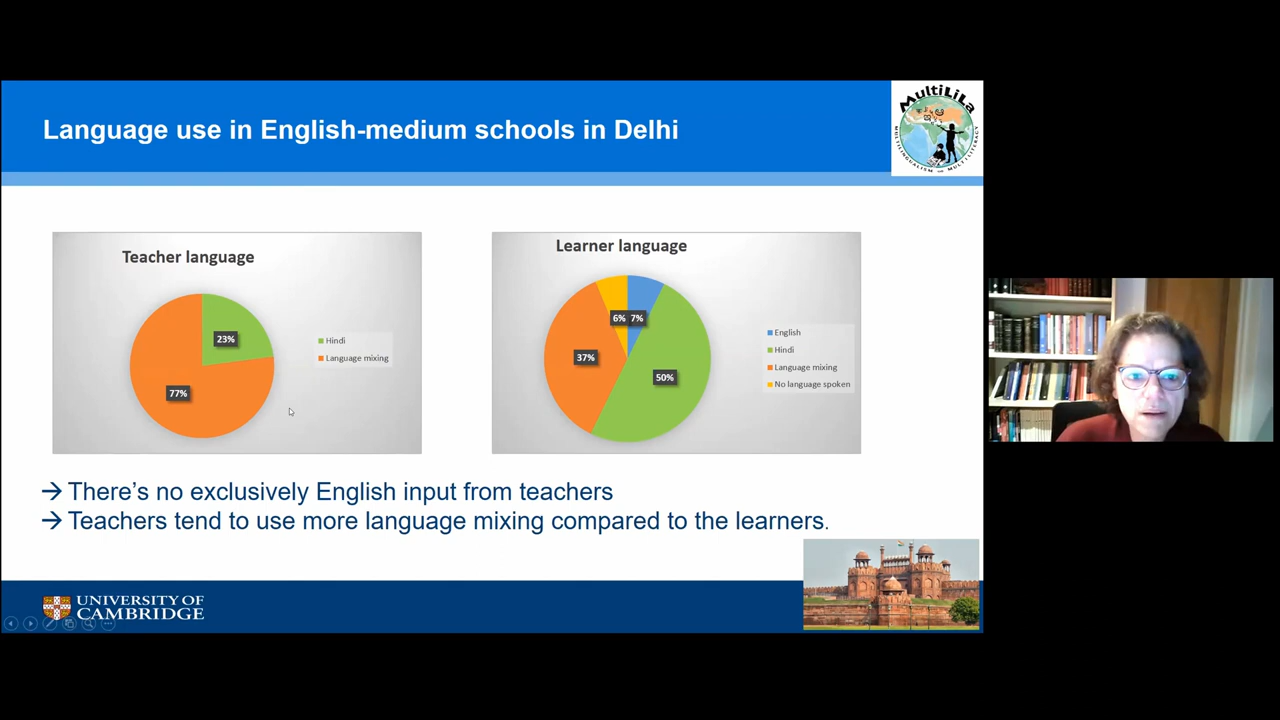 Language use in English-medium schools in Delhi
MultiLiLa
MULTILINGUALISM
MULTILITERACY
Teacher language
23%
77%
Hindi
Language mixing
Learner language
6%
7%
37%
50%
English
Hindi
Language mixing
No language spoken
→ There's no exclusively English input from teachers
→ Teachers tend to use more language mixing compared to the learners.
UNIVERSITY OF
CAMBRIDGE